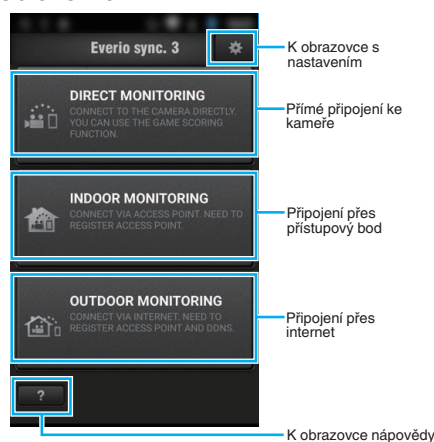 Everio sync. 3
K obrazovce s
nastavením
DIRECT MONITORING
CONNECT TO THE CAMERA DIRECTLY.
YOU CAN USE THE GAME SCORING
FUNCTION.
Přímé připojení ke
kameře
INDOOR MONITORING
CONNECT VIA ACCESS POINT. NEED TO
REGISTER ACCESS POINT.
Připojení přes
přístupový bod
OUTDOOR MONITORING
CONNECT VIA INTERNET. NEED TO
REGISTER ACCESS POINT AND DDNS.
Připojení přes
internet
?
K obrazovce nápovědy